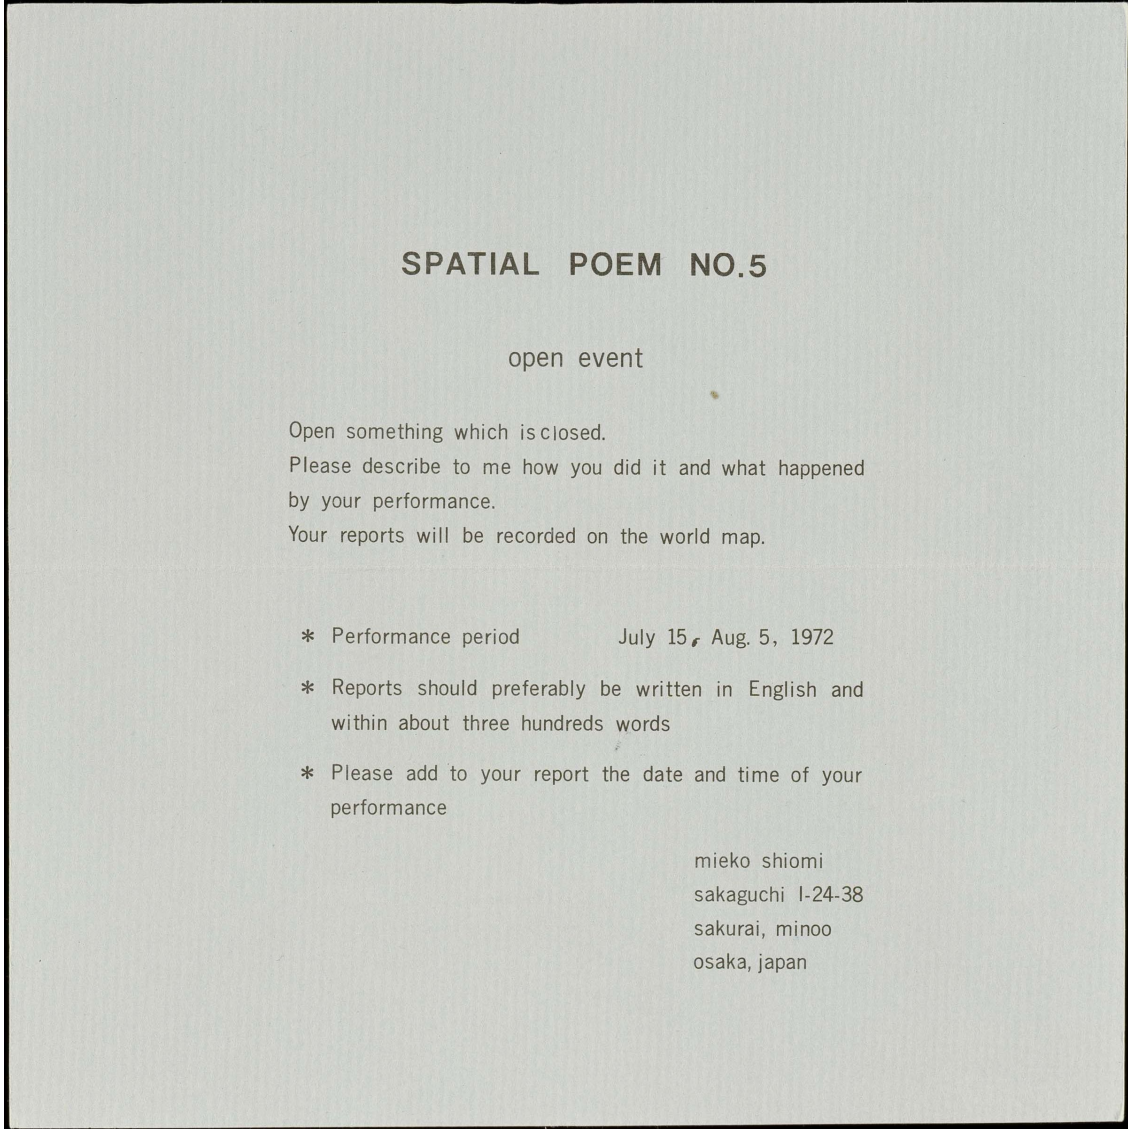 SPATIAL POEM NO.5
open event
Open something which is closed.
Please describe to me how you did it and what happened
by your performance.
Your reports will be recorded on the world map.
* Performance period July 15, Aug. 5, 1972
* Reports should preferably be written in English and
within about three hundreds words
* Please add to your report the date and time of your
performance
mieko shiomi
sakaguchi I-24-38
sakurai, minoo
osaka, japan